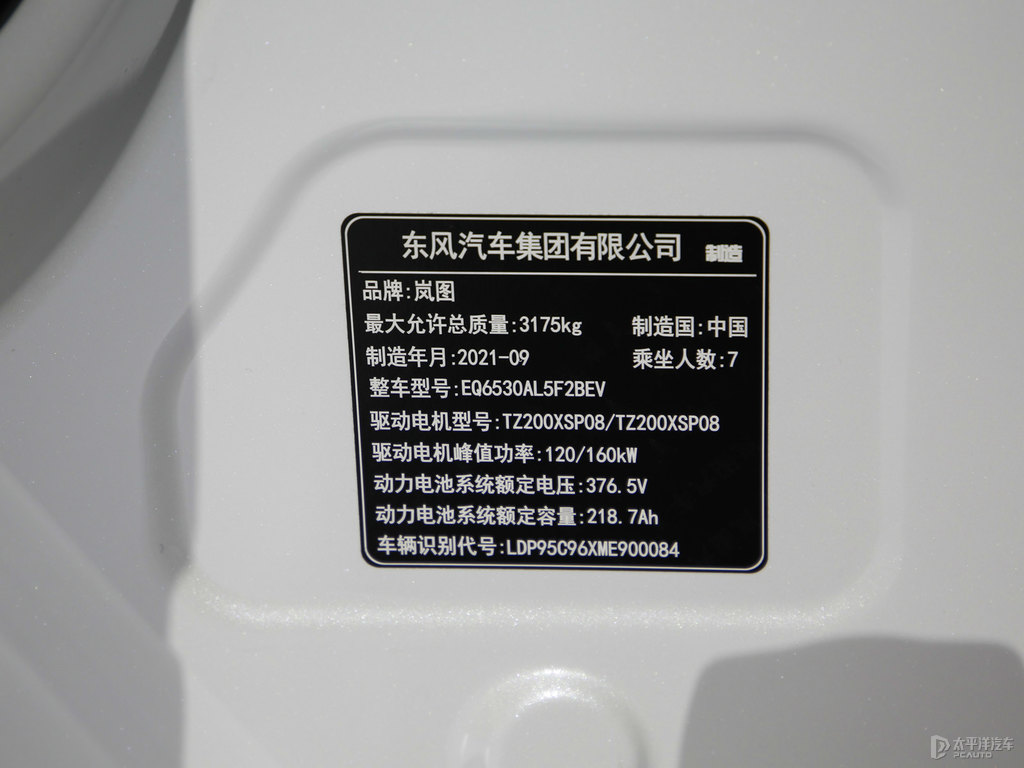 东风汽车集团有限公司 制造
品牌:岚图
最大允许总质量:3175kg 制造国:中国
制造年月:2021-09 乘坐人数:7
整车型号:EQ6530AL5F2BEV
驱动电机型号:TZ200XSP08/TZ200XSP08
驱动电机峰值功率:120/160kW
动力电池系统额定电压:376.5V
动力电池系统额定容量:218.7Ah
车辆识别代号:LDP95C96XME900084
太平洋汽车
PCAUTO